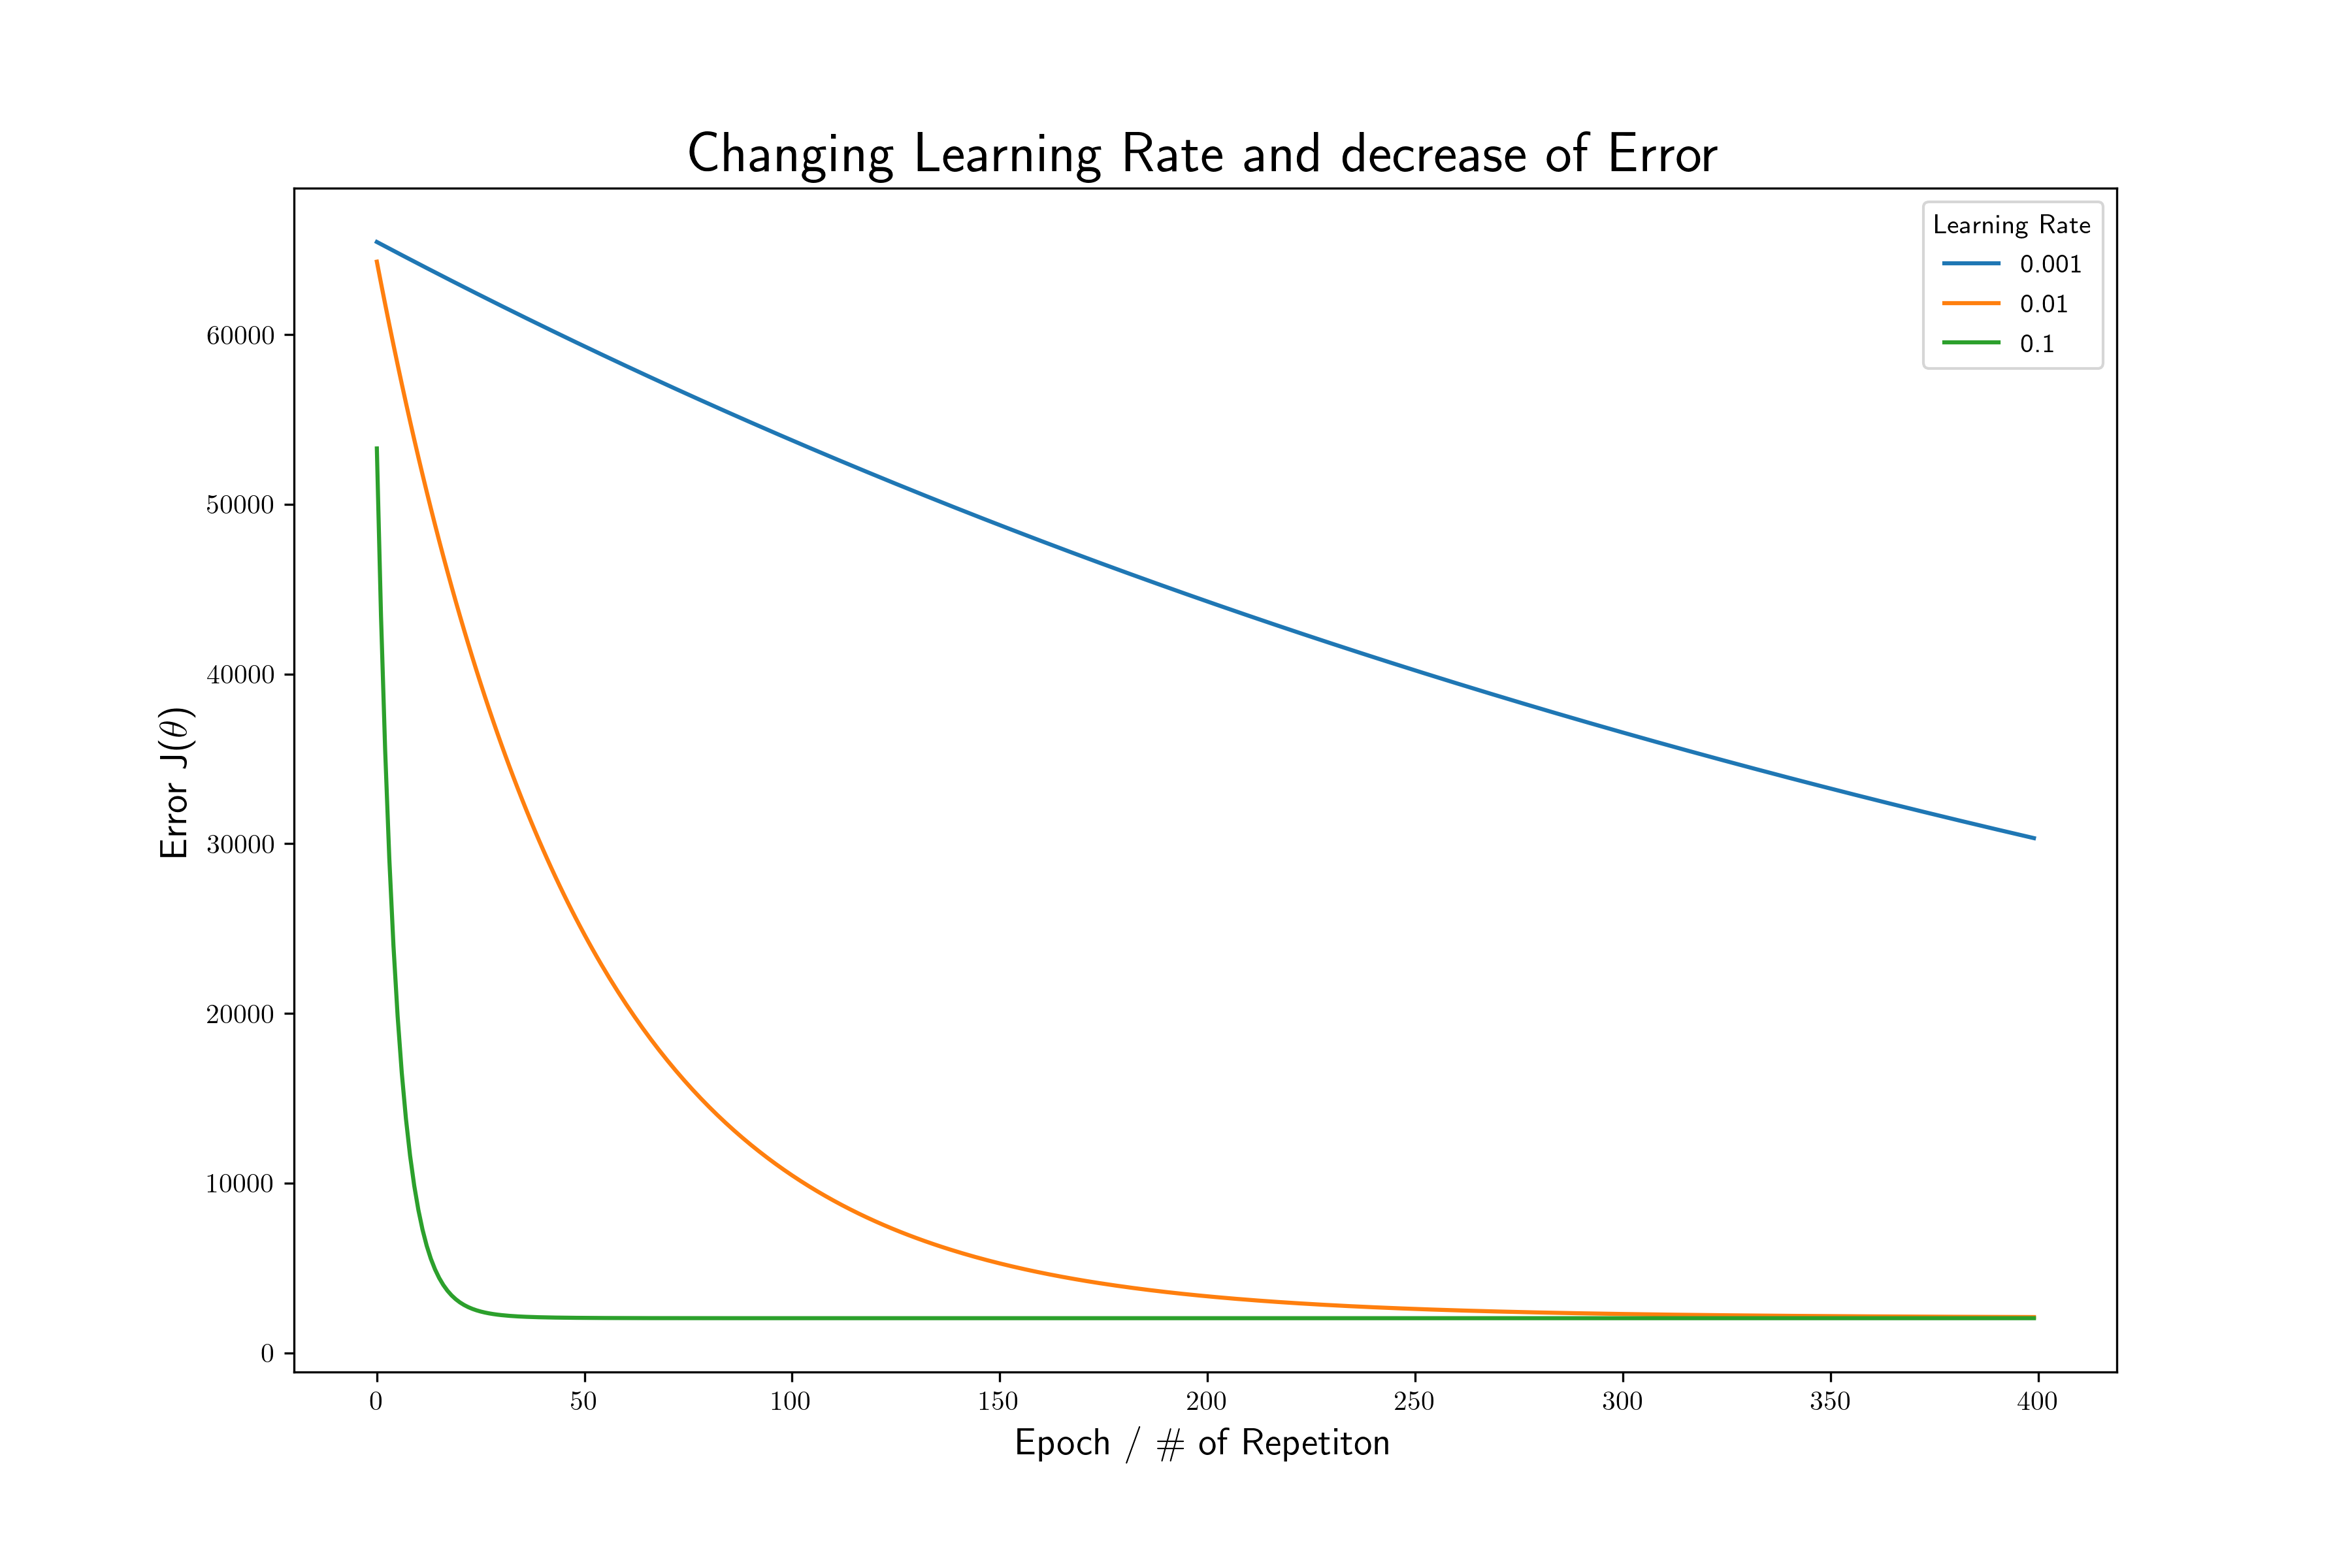 Changing Learning Rate and decrease of Error
Learning Rate
0.001
0.01
0.1
Error J(θ)
60000
50000
40000
30000
20000
10000
0
0 50 100 150 200 250 300 350 400
Epoch / # of Repetiton